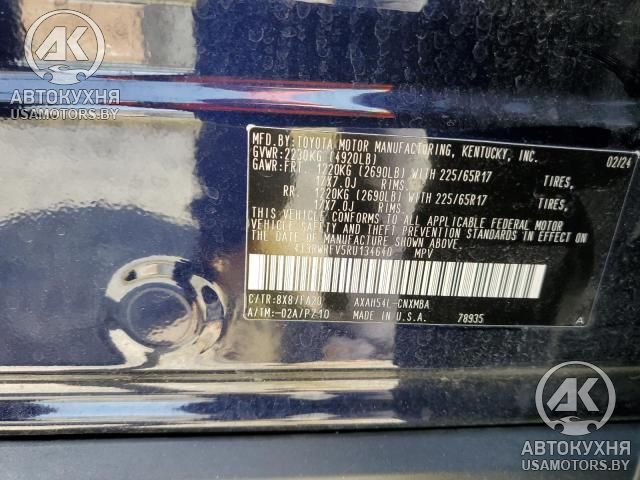 AK
АВТОКУХНЯ
USAMOTORS.BY
MFD.BY:TOYOTA MOTOR MANUFACTURING, KENTUCKY, INC. 02/24
GVWR: 2230KG (4920LB)
GAWR:FRT. 1220KG (2690LB) WITH 225/65R17 TIRES,
17X7.0J RIMS.
RR. 1220KG (2690LB) WITH 225/65R17 TIRES,
17X7.0J RIMS.
THIS VEHICLE CONFORMS TO ALL APPLICABLE FEDERAL MOTOR
VEHICLE SAFETY AND THEFT PREVENTION STANDARDS IN EFFECT ON
THE DATE OF MANUFACTURE SHOWN ABOVE.
MPV
C/TR:8X8/FA20 AXAH54L-CNXMBA
A/TM:-02A/PZ10 MADE IN U.S.A. 78935 A
AK
АВТОКУХНЯ
USAMOTORS.BY